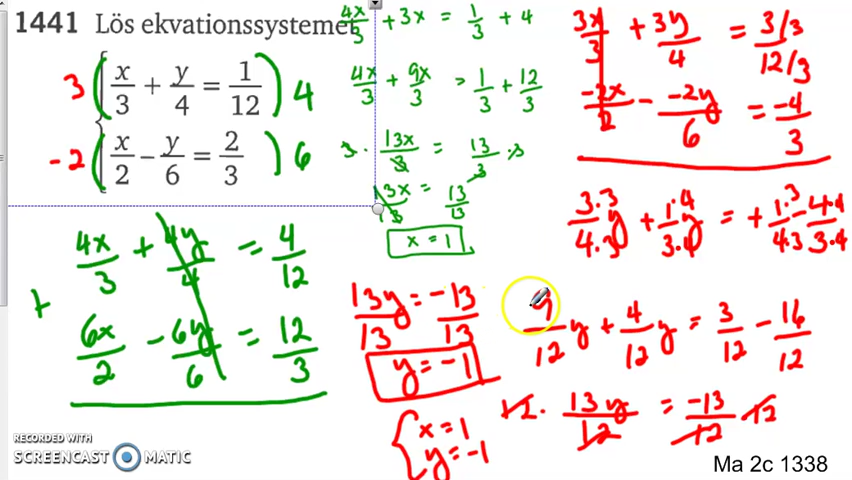 1441 Lös ekvationssystemet
3 ( x/3 + y/4 = 1/12 ) 4
-2 ( x/2 - y/6 = 2/3 ) 6
4x/3 + 4y/4 = 4/12
+ 6x/2 - 6y/6 = 12/3
4x/3 + 3x = 1/3 + 4
4x/3 + 9x/3 = 1/3 + 12/3
3 · 13x/3 = 13/3 · 3
13x/13 = 13/13
x = 1
3x/3 + 3y/4 = 3/3 / 12/3
-2x/2 - -2y/6 = -4/3
3·3/4·3 y + 1·4/3·4 y = + 1·3/4·3 - 4·4/3·4
9/12 y + 4/12 y = 3/12 - 16/12
12 · 13y/12 = -13/12 · 12
13y/13 = -13/13
y = -1
{ x = 1
y = -1
RECORDED WITH
SCREENCAST MATIC
Ma 2c 1338